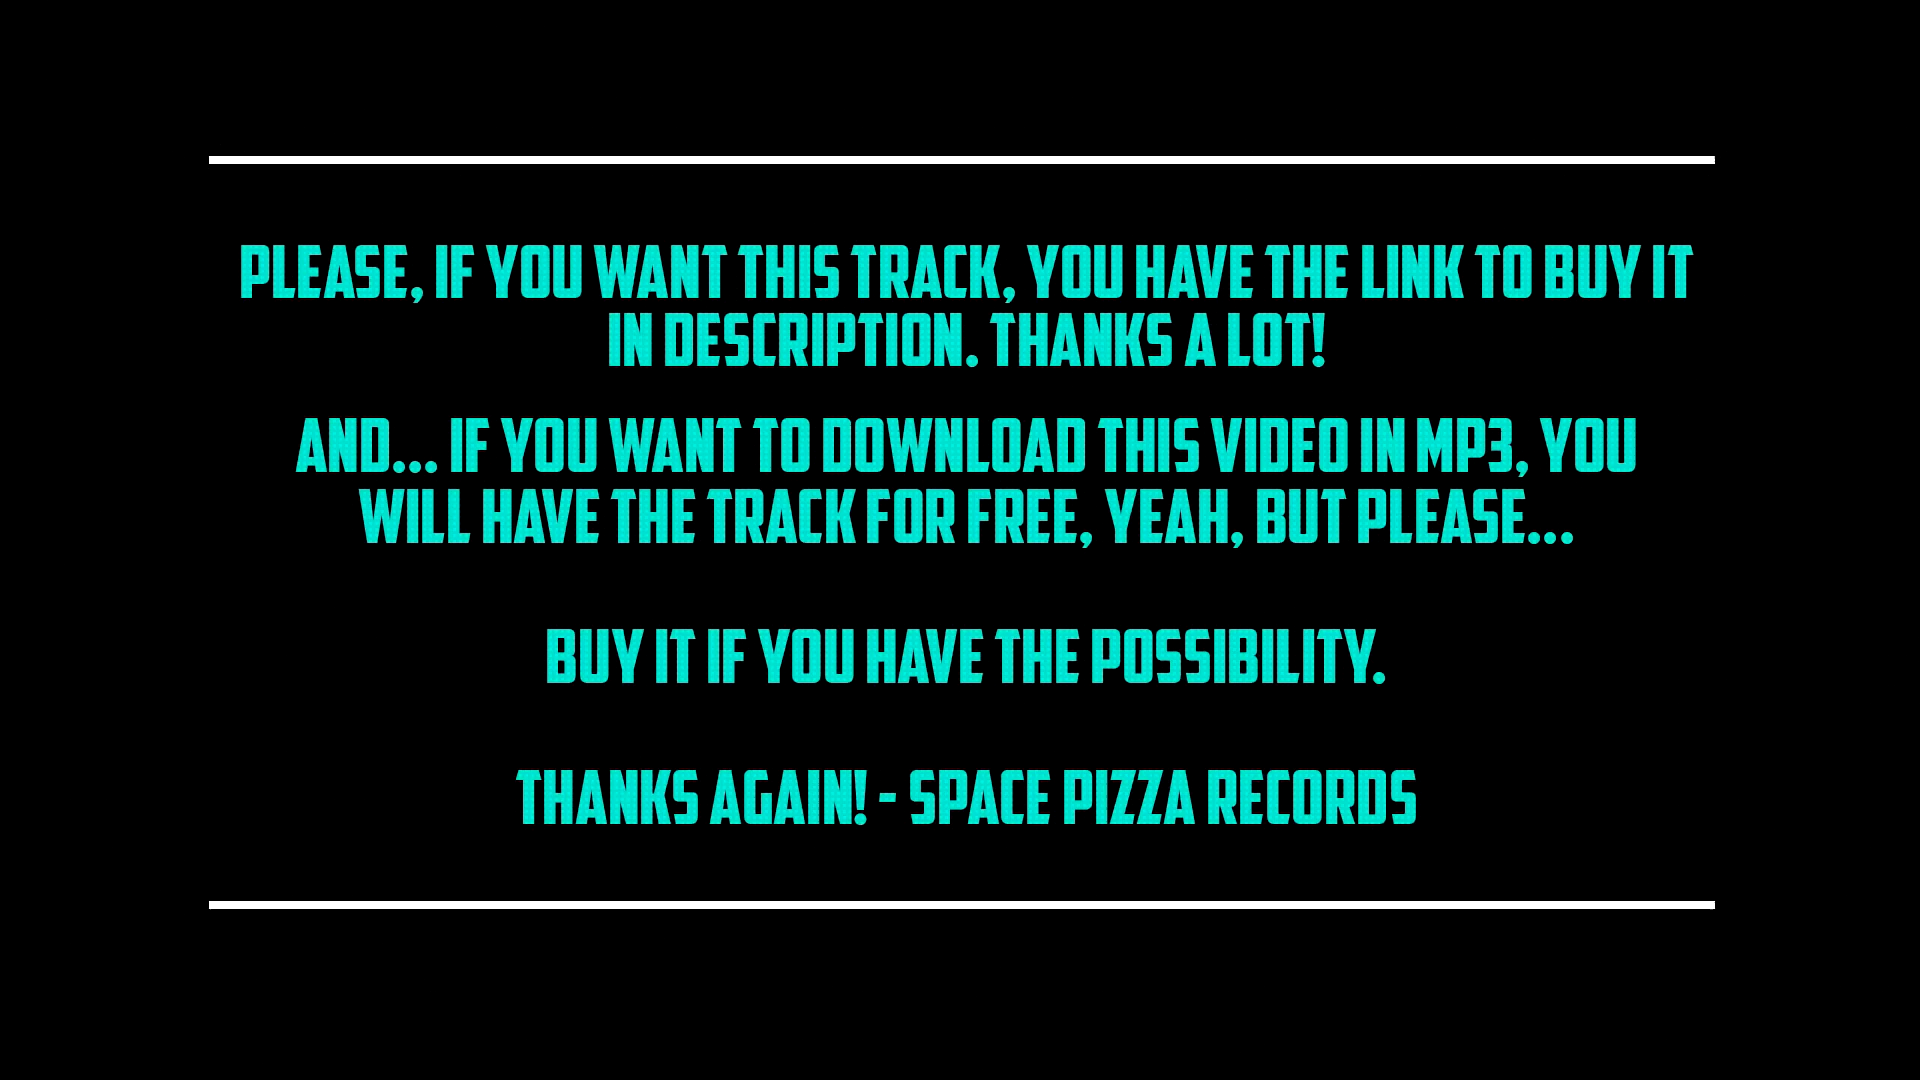 PLEASE, IF YOU WANT THIS TRACK, YOU HAVE THE LINK TO BUY IT
IN DESCRIPTION. THANKS A LOT!
AND... IF YOU WANT TO DOWNLOAD THIS VIDEO IN MP3, YOU
WILL HAVE THE TRACK FOR FREE, YEAH, BUT PLEASE...
BUY IT IF YOU HAVE THE POSSIBILITY.
THANKS AGAIN! - SPACE PIZZA RECORDS